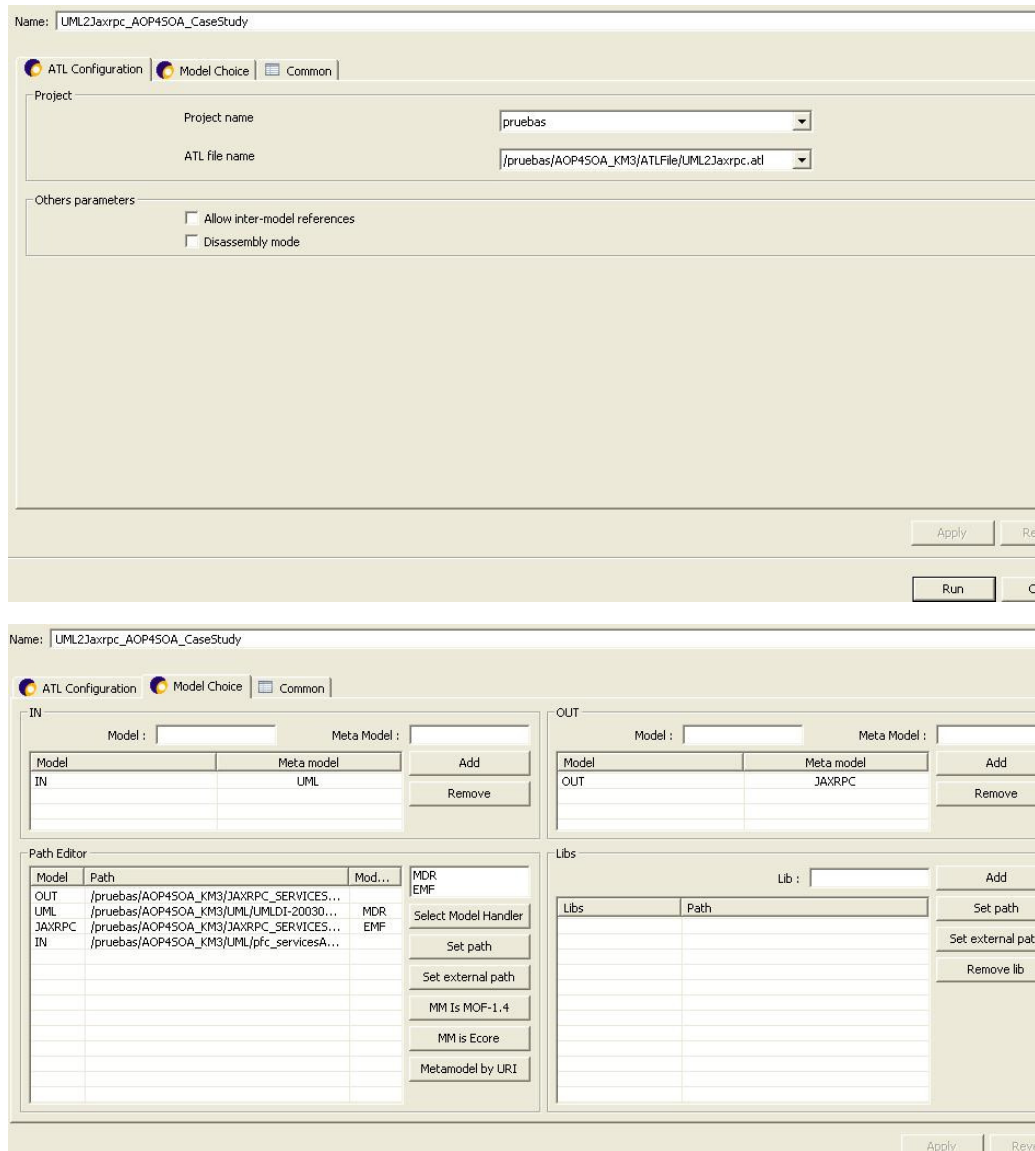 Name: UML2Jaxrpc_AOP4SOA_CaseStudy
ATL Configuration Model Choice Common
Project
Project name pruebas
ATL file name /pruebas/AOP4SOA_KM3/ATLFile/UML2Jaxrpc.atl
Others parameters
Allow inter-model references
Disassembly mode
Apply Re
Run C
Name: UML2Jaxrpc_AOP4SOA_CaseStudy
ATL Configuration Model Choice Common
IN
Model : Meta Model :
Model Meta model Add
IN UML
Remove
OUT
Model : Meta Model :
Model Meta model Add
OUT JAXRPC
Remove
Path Editor
Model Path Mod... MDR
EMF
OUT /pruebas/AOP4SOA_KM3/JAXRPC_SERVICES...
UML /pruebas/AOP4SOA_KM3/UML/UMLDI-20030... MDR
JAXRPC /pruebas/AOP4SOA_KM3/JAXRPC_SERVICES... EMF
IN /pruebas/AOP4SOA_KM3/UML/pfc_servicesA...
Select Model Handler
Set path
Set external path
MM Is MOF-1.4
MM is Ecore
Metamodel by URI
Libs
Lib : Add
Libs Path
Set path
Set external pat
Remove lib
Apply Reve